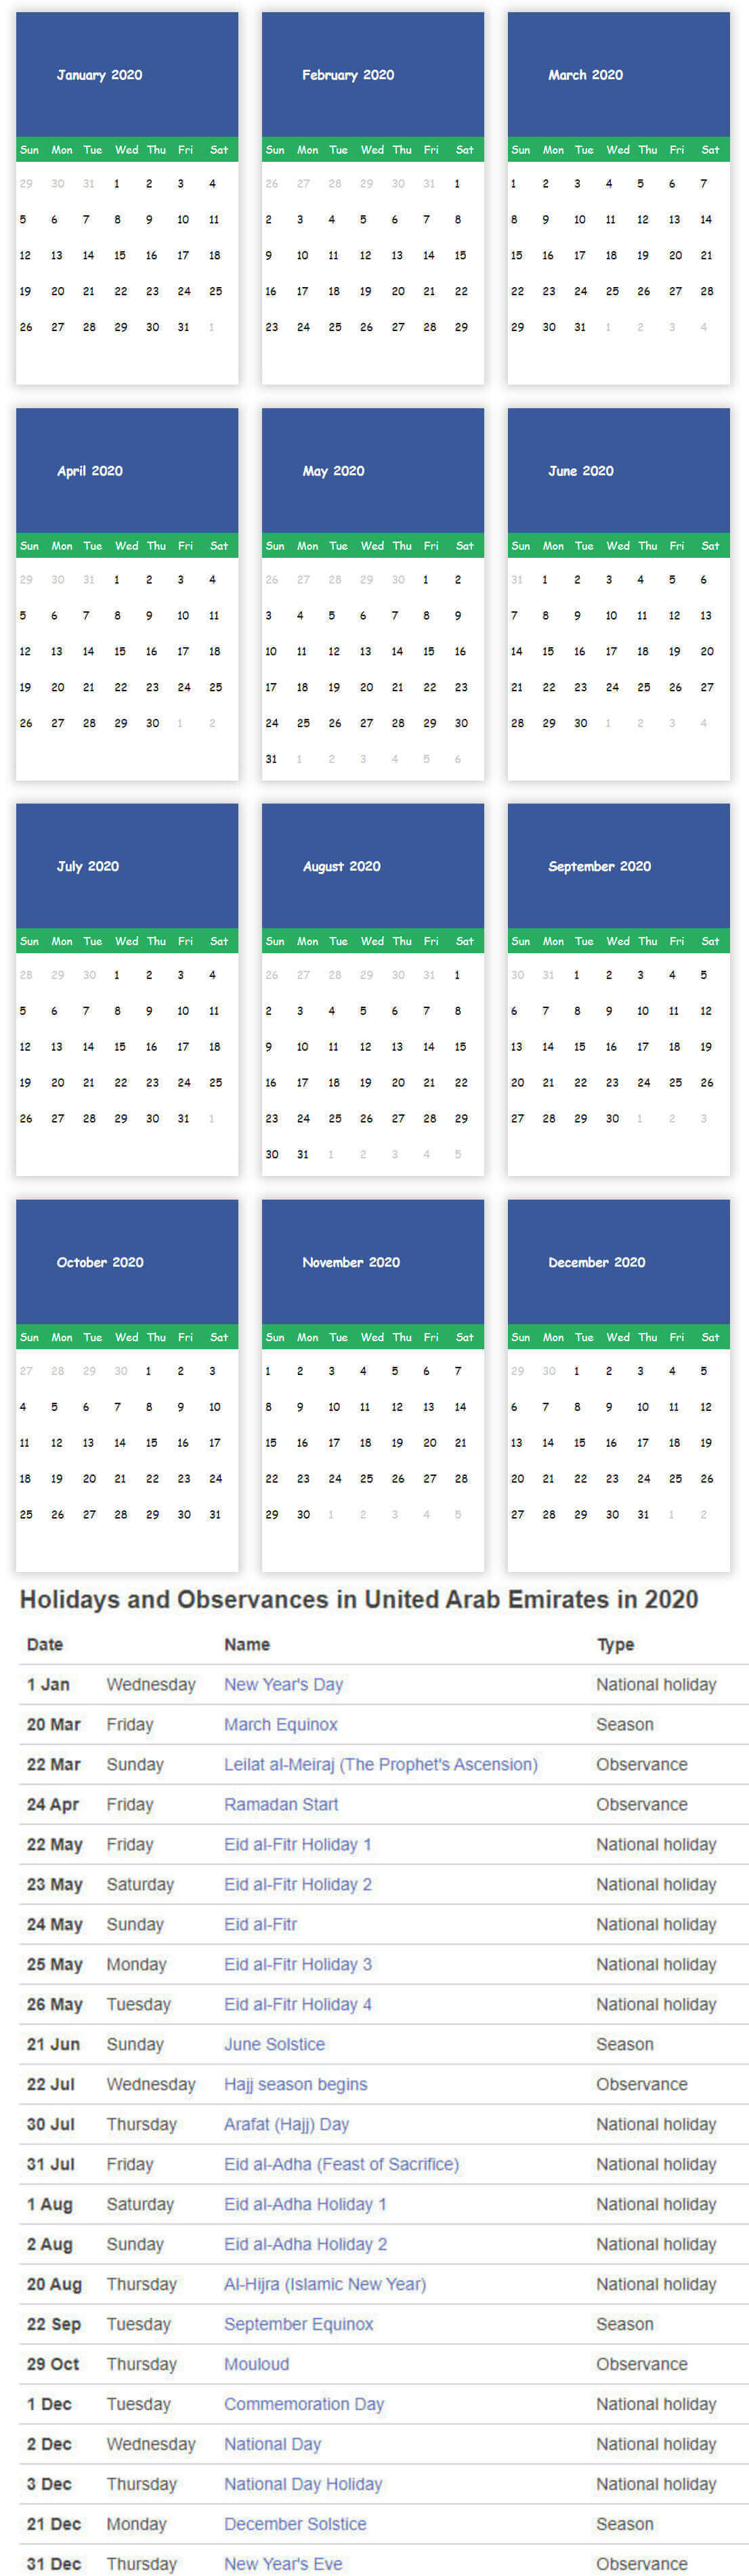 January 2020
Sun Mon Tue Wed Thu Fri Sat
29 30 31 1 2 3 4
5 6 7 8 9 10 11
12 13 14 15 16 17 18
19 20 21 22 23 24 25
26 27 28 29 30 31 1
February 2020
Sun Mon Tue Wed Thu Fri Sat
26 27 28 29 30 31 1
2 3 4 5 6 7 8
9 10 11 12 13 14 15
16 17 18 19 20 21 22
23 24 25 26 27 28 29
March 2020
Sun Mon Tue Wed Thu Fri Sat
1 2 3 4 5 6 7
8 9 10 11 12 13 14
15 16 17 18 19 20 21
22 23 24 25 26 27 28
29 30 31 1 2 3 4
April 2020
Sun Mon Tue Wed Thu Fri Sat
29 30 31 1 2 3 4
5 6 7 8 9 10 11
12 13 14 15 16 17 18
19 20 21 22 23 24 25
26 27 28 29 30 1 2
May 2020
Sun Mon Tue Wed Thu Fri Sat
26 27 28 29 30 1 2
3 4 5 6 7 8 9
10 11 12 13 14 15 16
17 18 19 20 21 22 23
24 25 26 27 28 29 30
31 1 2 3 4 5 6
June 2020
Sun Mon Tue Wed Thu Fri Sat
31 1 2 3 4 5 6
7 8 9 10 11 12 13
14 15 16 17 18 19 20
21 22 23 24 25 26 27
28 29 30 1 2 3 4
July 2020
Sun Mon Tue Wed Thu Fri Sat
28 29 30 1 2 3 4
5 6 7 8 9 10 11
12 13 14 15 16 17 18
19 20 21 22 23 24 25
26 27 28 29 30 31 1
August 2020
Sun Mon Tue Wed Thu Fri Sat
26 27 28 29 30 31 1
2 3 4 5 6 7 8
9 10 11 12 13 14 15
16 17 18 19 20 21 22
23 24 25 26 27 28 29
30 31 1 2 3 4 5
September 2020
Sun Mon Tue Wed Thu Fri Sat
30 31 1 2 3 4 5
6 7 8 9 10 11 12
13 14 15 16 17 18 19
20 21 22 23 24 25 26
27 28 29 30 1 2 3
October 2020
Sun Mon Tue Wed Thu Fri Sat
27 28 29 30 1 2 3
4 5 6 7 8 9 10
11 12 13 14 15 16 17
18 19 20 21 22 23 24
25 26 27 28 29 30 31
November 2020
Sun Mon Tue Wed Thu Fri Sat
1 2 3 4 5 6 7
8 9 10 11 12 13 14
15 16 17 18 19 20 21
22 23 24 25 26 27 28
29 30 1 2 3 4 5
December 2020
Sun Mon Tue Wed Thu Fri Sat
29 30 1 2 3 4 5
6 7 8 9 10 11 12
13 14 15 16 17 18 19
20 21 22 23 24 25 26
27 28 29 30 31 1 2
Holidays and Observances in United Arab Emirates in 2020
Date Name Type
1 Jan Wednesday New Year's Day National holiday
20 Mar Friday March Equinox Season
22 Mar Sunday Leilat al-Meiraj (The Prophet's Ascension) Observance
24 Apr Friday Ramadan Start Observance
22 May Friday Eid al-Fitr Holiday 1 National holiday
23 May Saturday Eid al-Fitr Holiday 2 National holiday
24 May Sunday Eid al-Fitr National holiday
25 May Monday Eid al-Fitr Holiday 3 National holiday
26 May Tuesday Eid al-Fitr Holiday 4 National holiday
21 Jun Sunday June Solstice Season
22 Jul Wednesday Hajj season begins Observance
30 Jul Thursday Arafat (Hajj) Day National holiday
31 Jul Friday Eid al-Adha (Feast of Sacrifice) National holiday
1 Aug Saturday Eid al-Adha Holiday 1 National holiday
2 Aug Sunday Eid al-Adha Holiday 2 National holiday
20 Aug Thursday Al-Hijra (Islamic New Year) National holiday
22 Sep Tuesday September Equinox Season
29 Oct Thursday Mouloud Observance
1 Dec Tuesday Commemoration Day National holiday
2 Dec Wednesday National Day National holiday
3 Dec Thursday National Day Holiday National holiday
21 Dec Monday December Solstice Season
31 Dec Thursday New Year's Eve Observance